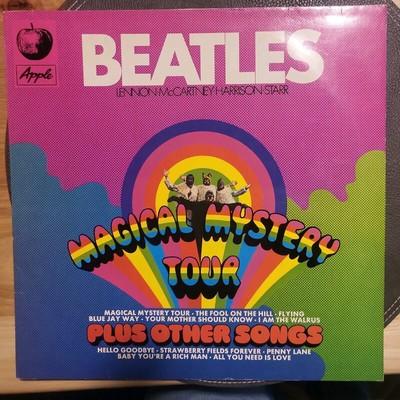 Apple
BEATLES
LENNON·McCARTNEY·HARRISON·STARR
MAGICAL MYSTERY
TOUR
MAGICAL MYSTERY TOUR · THE FOOL ON THE HILL · FLYING
BLUE JAY WAY · YOUR MOTHER SHOULD KNOW · I AM THE WALRUS
PLUS OTHER SONGS
HELLO GOODBYE · STRAWBERRY FIELDS FOREVER · PENNY LANE
BABY YOU'RE A RICH MAN · ALL YOU NEED IS LOVE